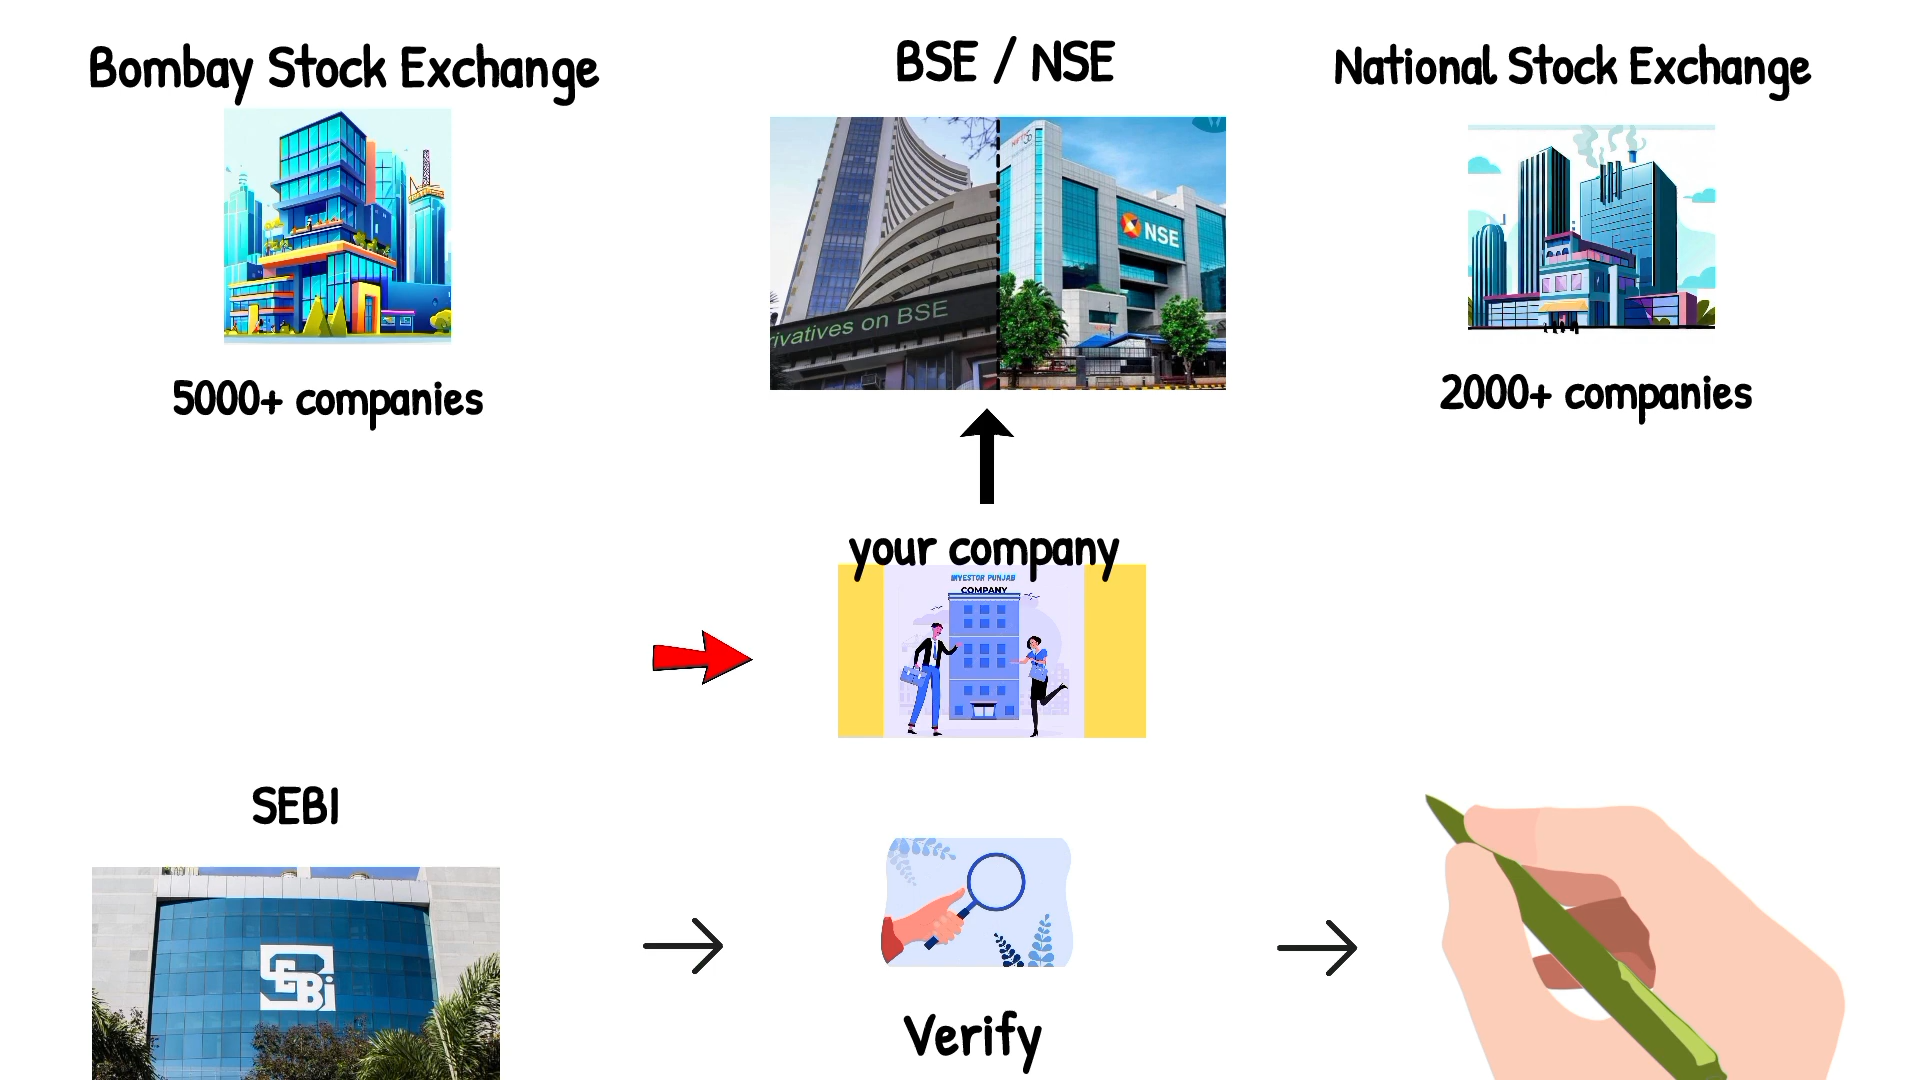 Bombay Stock Exchange
BSE / NSE
National Stock Exchange
NSE
rivatives on BSE
5000+ companies
2000+ companies
your company
INVESTOR PUNJAB
COMPANY
SEBI
SEBi
Verify